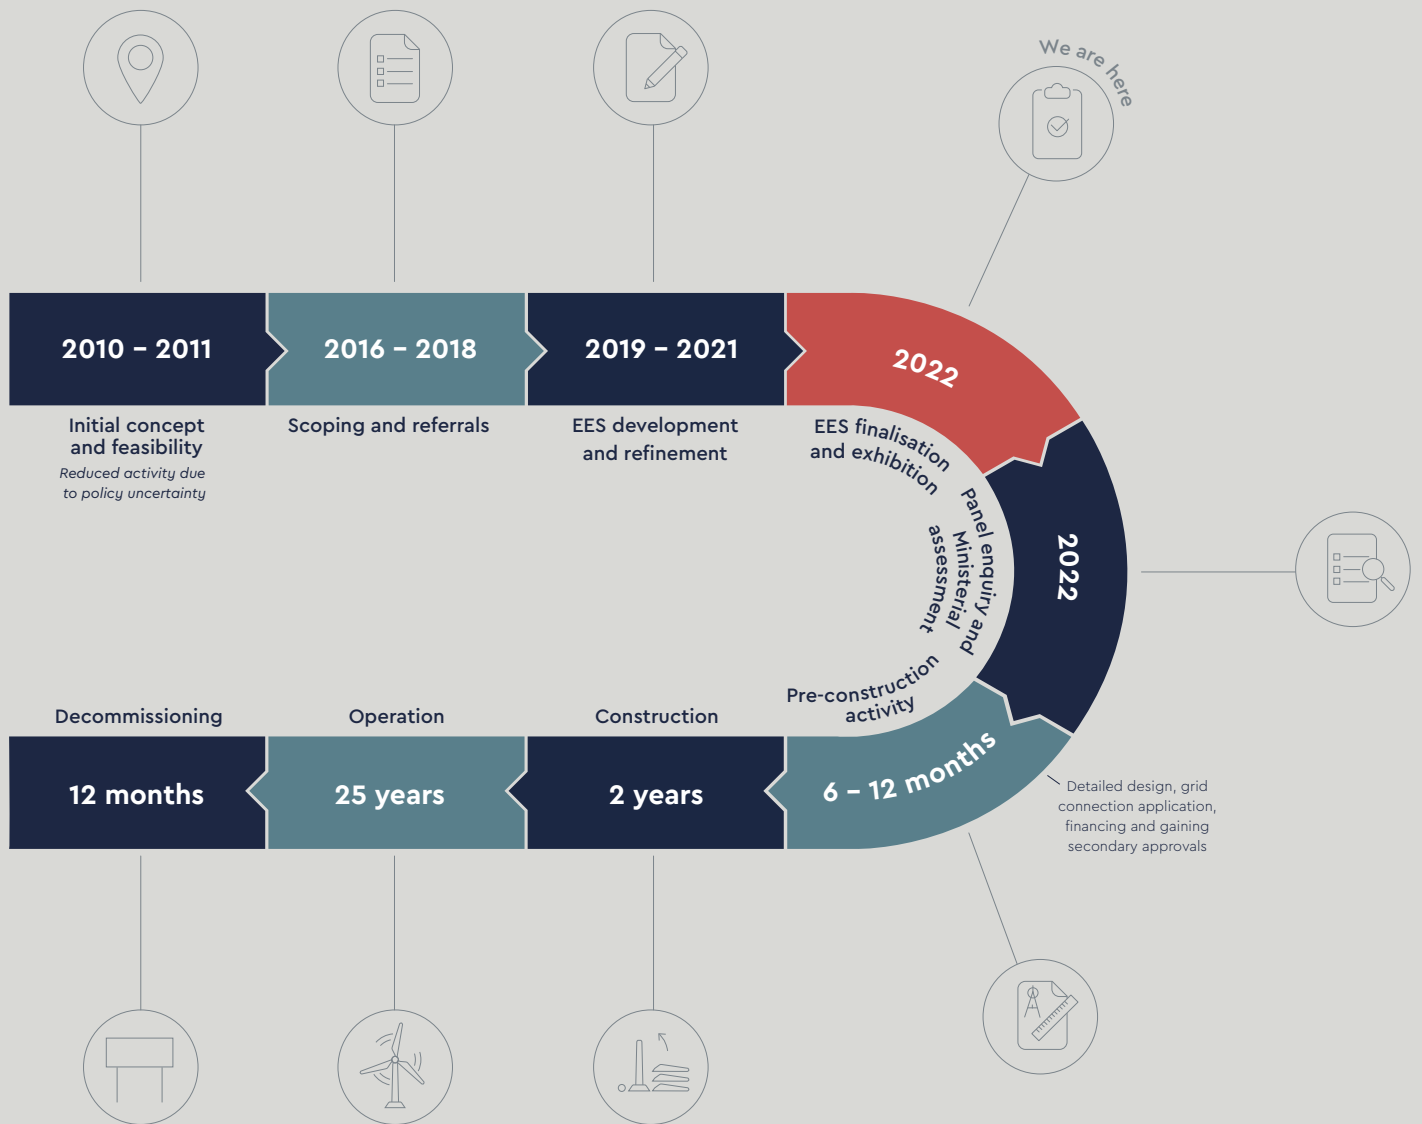 We are here
2010 – 2011
2016 – 2018
2019 – 2021
2022
Initial concept
and feasibility
Reduced activity due
to policy uncertainty
Scoping and referrals
EES development
and refinement
EES finalisation
and exhibition
2022
Panel enquiry and
Ministerial
assessment
Pre-construction
activity
6 – 12 months
Detailed design, grid
connection application,
financing and gaining
secondary approvals
Construction
2 years
Operation
25 years
Decommissioning
12 months